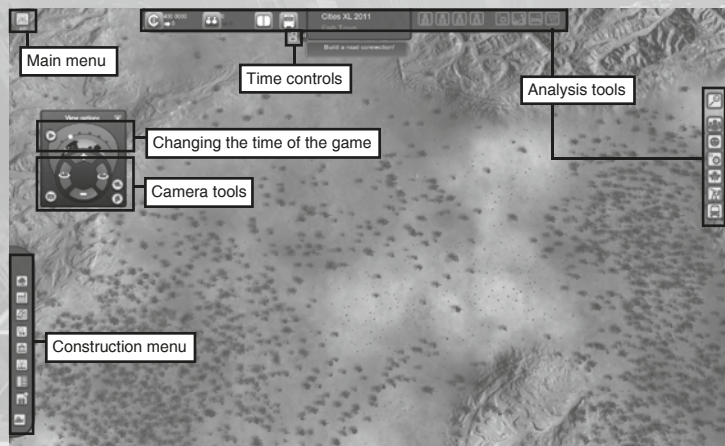 Cities XL 2011
Build a road connection!
Main menu
Time controls
Analysis tools
View options
Changing the time of the game
Camera tools
Construction menu